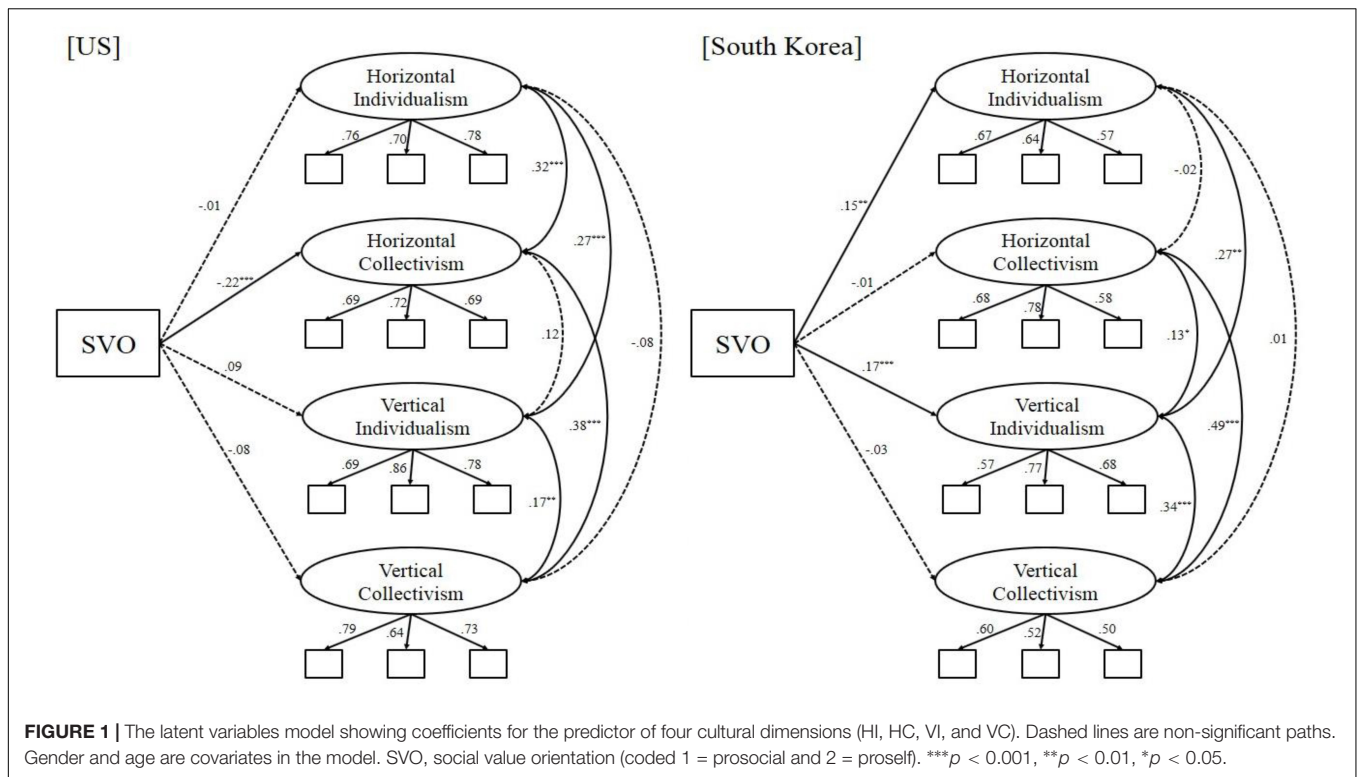 [US]
Horizontal
Individualism
.76 .70 .78
.32***
-.01
Horizontal
Collectivism
.27***
-.22***
.69 .72 .69
SVO
.12
-.08
.09
Vertical
Individualism
.38***
-.08
.69 .86 .78
.17**
Vertical
Collectivism
.79 .64 .73
[South Korea]
Horizontal
Individualism
.67 .64 .57
-.02
.15**
Horizontal
Collectivism
.27**
-.01
.68 .78 .58
SVO
.13*
.01
.17***
Vertical
Individualism
.49***
-.03
.57 .77 .68
.34***
Vertical
Collectivism
.60 .52 .50
FIGURE 1 | The latent variables model showing coefficients for the predictor of four cultural dimensions (HI, HC, VI, and VC). Dashed lines are non-significant paths.
Gender and age are covariates in the model. SVO, social value orientation (coded 1 = prosocial and 2 = proself). ***p < 0.001, **p < 0.01, *p < 0.05.